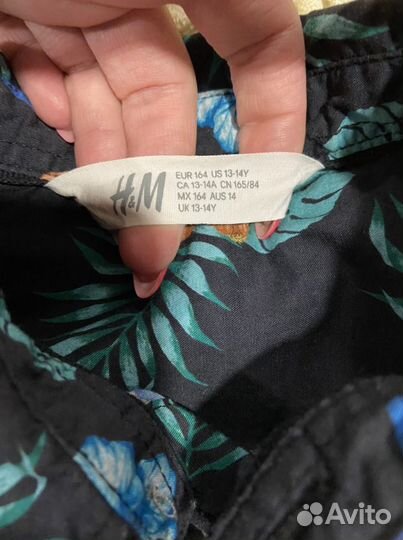 H&M
EUR 164 US 13-14Y
CA 13-14A CN 165/84
MX 164 AUS 14
UK 13-14Y
Avito